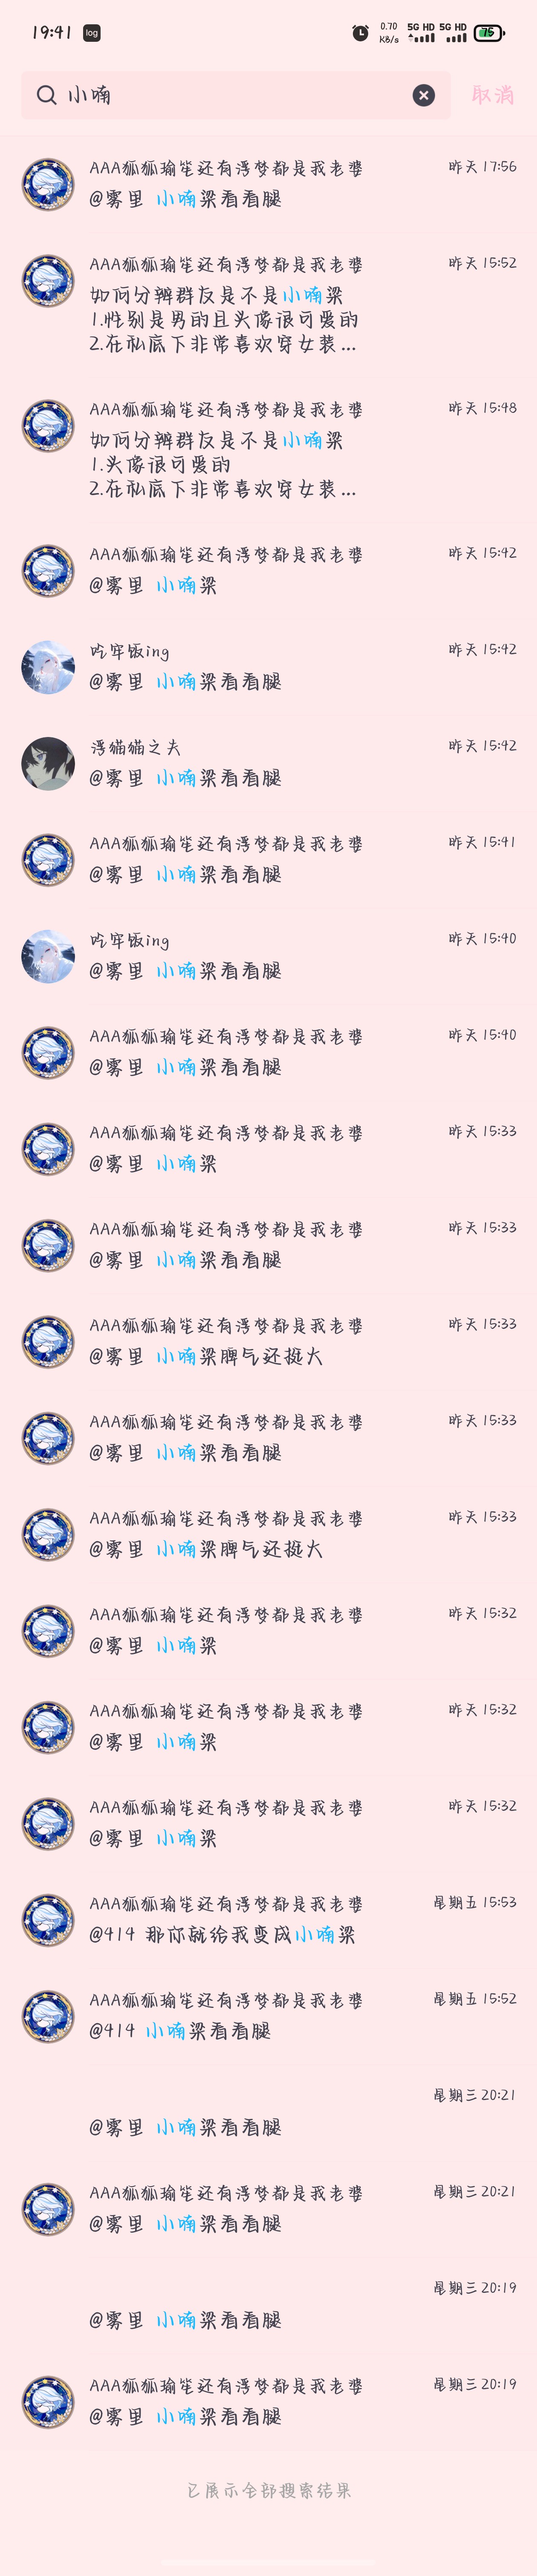 19:41
log
0.70
KB/s
5G HD 5G HD
75
小喃
取消
AAA狐狐瑜笙还有浮梦都是我老婆
昨天 17:56
@雾里 小喃梁看看腿
AAA狐狐瑜笙还有浮梦都是我老婆
昨天 15:52
如何分辨群友是不是小喃梁
1.性别是男的且头像很可爱的
2.在私底下非常喜欢穿女装...
AAA狐狐瑜笙还有浮梦都是我老婆
昨天 15:48
如何分辨群友是不是小喃梁
1.头像很可爱的
2.在私底下非常喜欢穿女装...
AAA狐狐瑜笙还有浮梦都是我老婆
昨天 15:42
@雾里 小喃梁
吃牢饭ing
昨天 15:42
@雾里 小喃梁看看腿
浮猫猫之夫
昨天 15:42
@雾里 小喃梁看看腿
AAA狐狐瑜笙还有浮梦都是我老婆
昨天 15:41
@雾里 小喃梁看看腿
吃牢饭ing
昨天 15:40
@雾里 小喃梁看看腿
AAA狐狐瑜笙还有浮梦都是我老婆
昨天 15:40
@雾里 小喃梁看看腿
AAA狐狐瑜笙还有浮梦都是我老婆
昨天 15:33
@雾里 小喃梁
AAA狐狐瑜笙还有浮梦都是我老婆
昨天 15:33
@雾里 小喃梁看看腿
AAA狐狐瑜笙还有浮梦都是我老婆
昨天 15:33
@雾里 小喃梁脾气还挺大
AAA狐狐瑜笙还有浮梦都是我老婆
昨天 15:33
@雾里 小喃梁看看腿
AAA狐狐瑜笙还有浮梦都是我老婆
昨天 15:33
@雾里 小喃梁脾气还挺大
AAA狐狐瑜笙还有浮梦都是我老婆
昨天 15:32
@雾里 小喃梁
AAA狐狐瑜笙还有浮梦都是我老婆
昨天 15:32
@雾里 小喃梁
AAA狐狐瑜笙还有浮梦都是我老婆
昨天 15:32
@雾里 小喃梁
AAA狐狐瑜笙还有浮梦都是我老婆
星期五 15:53
@414 那你就给我变成小喃梁
AAA狐狐瑜笙还有浮梦都是我老婆
星期五 15:52
@414 小喃梁看看腿
星期三 20:21
@雾里 小喃梁看看腿
AAA狐狐瑜笙还有浮梦都是我老婆
星期三 20:21
@雾里 小喃梁看看腿
星期三 20:19
@雾里 小喃梁看看腿
AAA狐狐瑜笙还有浮梦都是我老婆
星期三 20:19
@雾里 小喃梁看看腿
已展示全部搜索结果